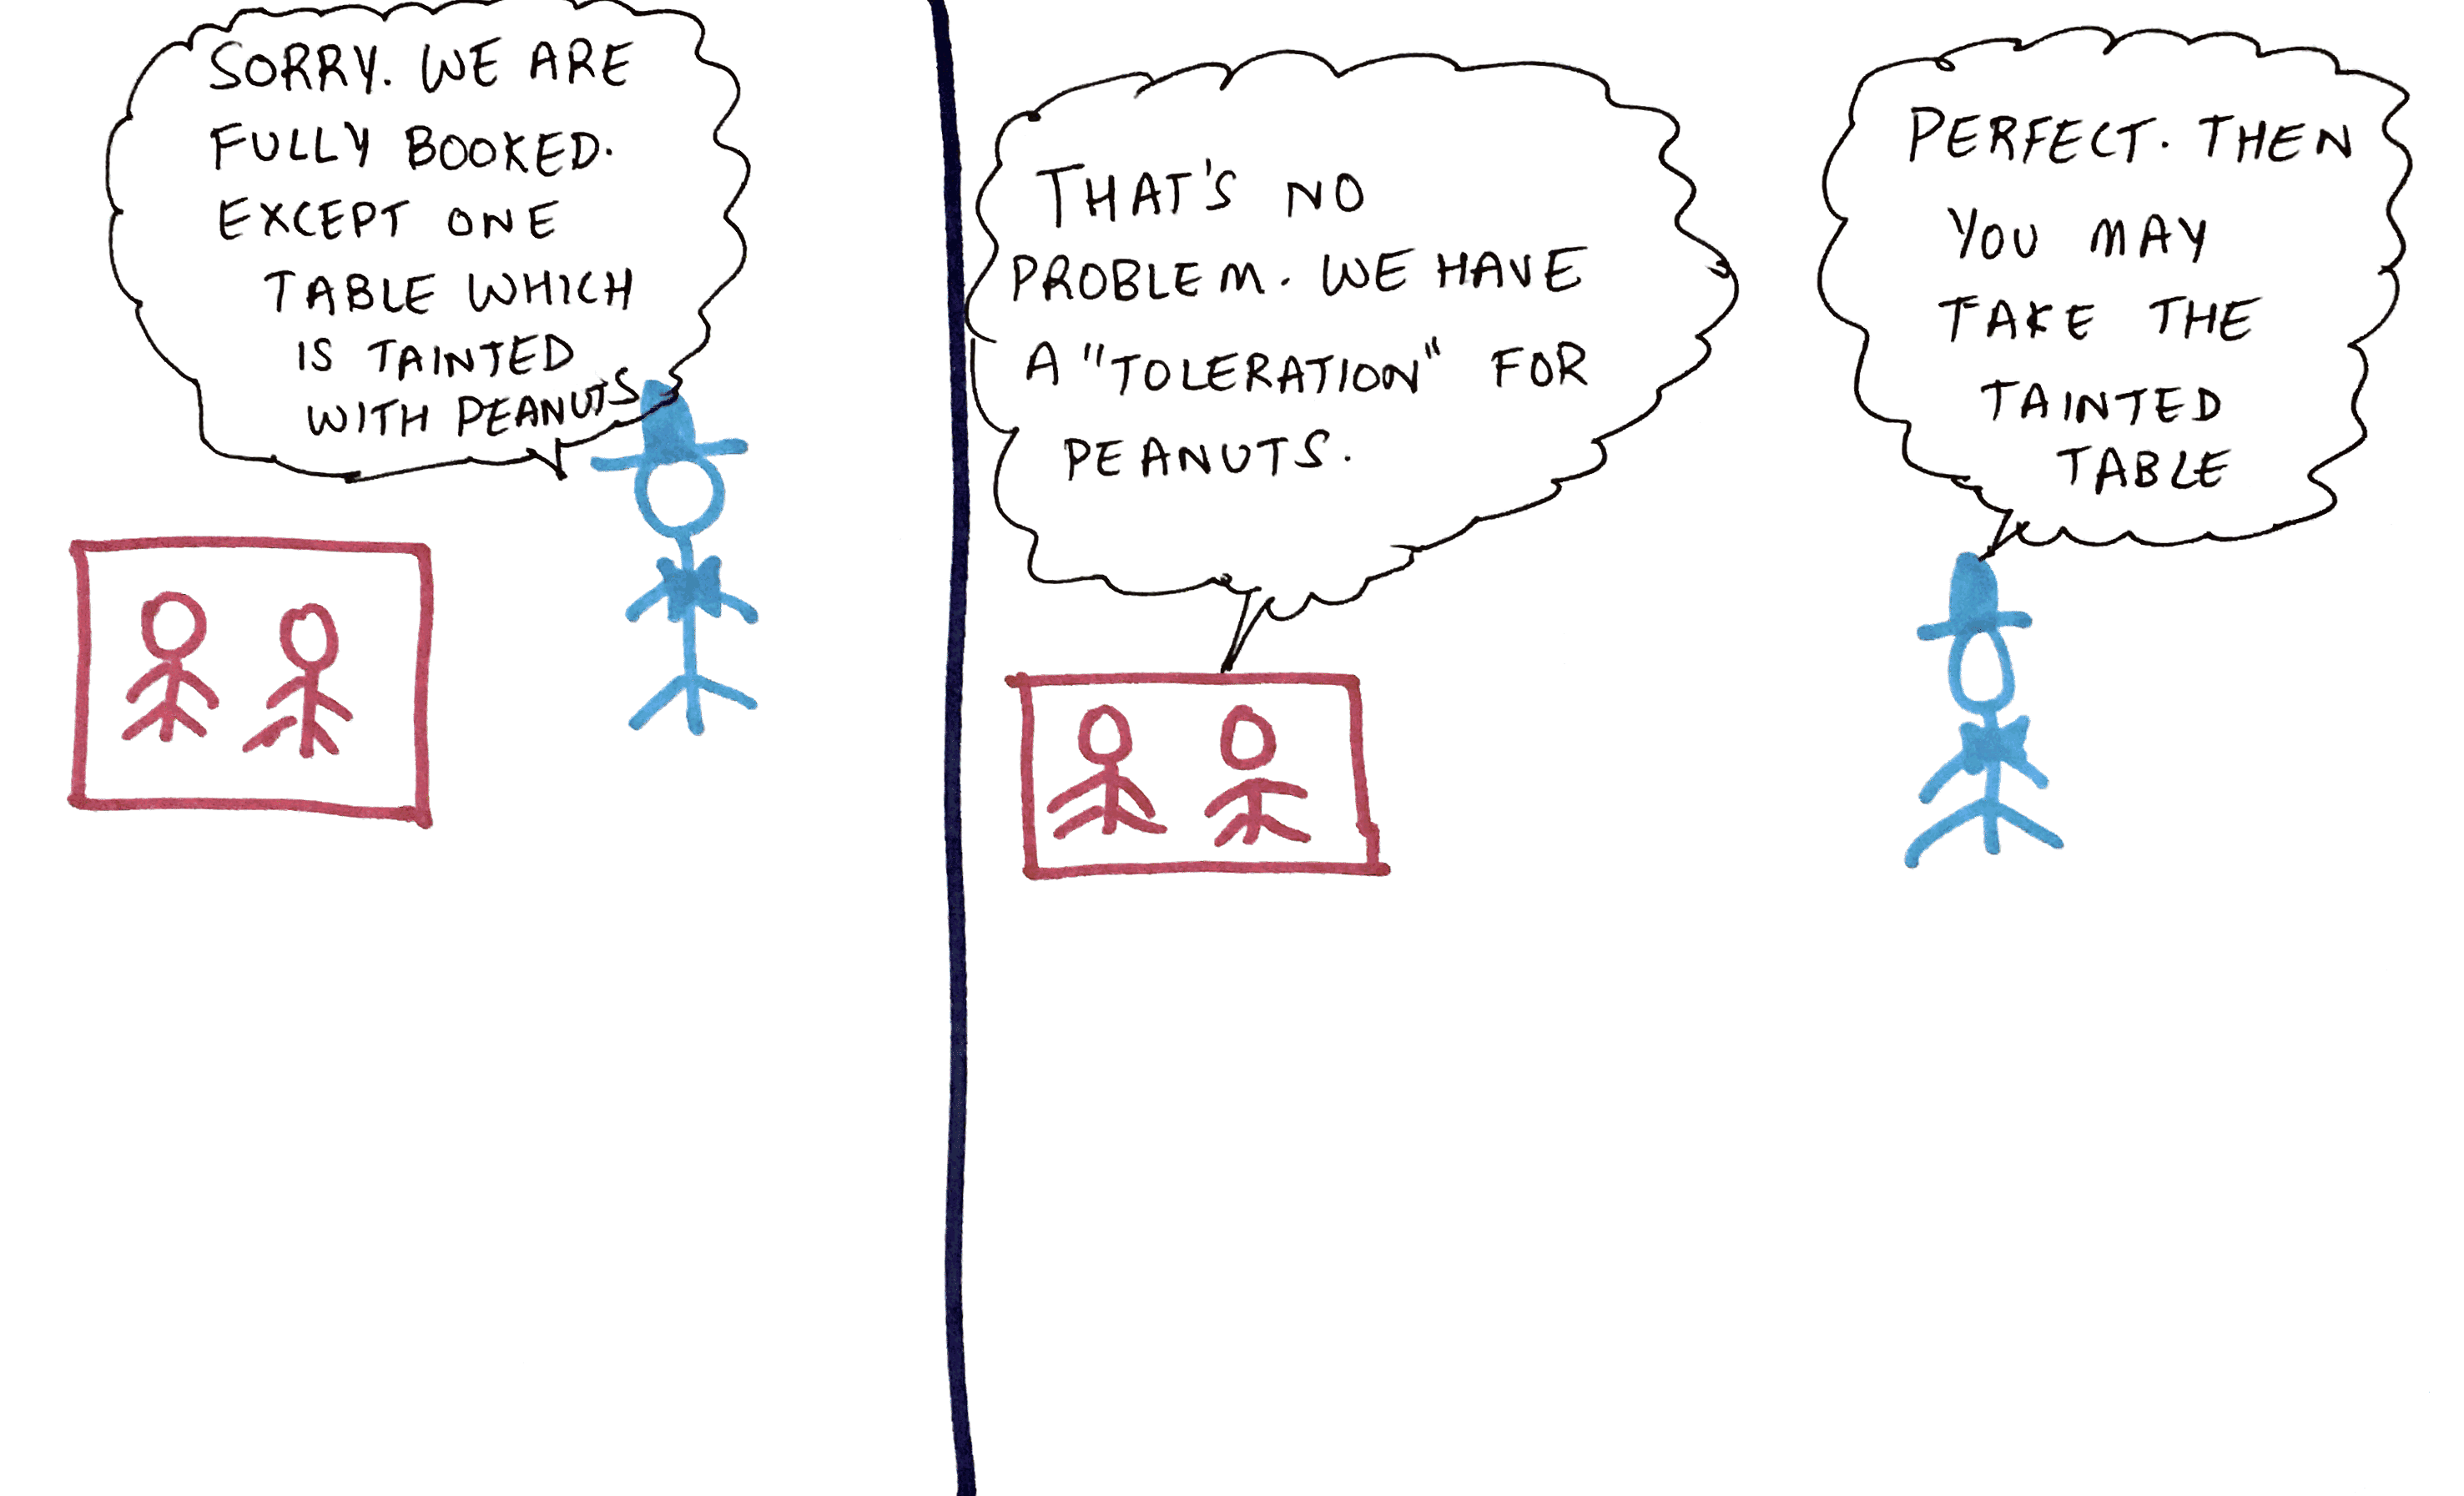 SORRY. WE ARE
FULLY BOOKED.
EXCEPT ONE
TABLE WHICH
IS TAINTED
WITH PEANUTS
THAT'S NO
PROBLEM. WE HAVE
A "TOLERATION" FOR
PEANUTS.
PERFECT. THEN
YOU MAY
TAKE THE
TAINTED
TABLE